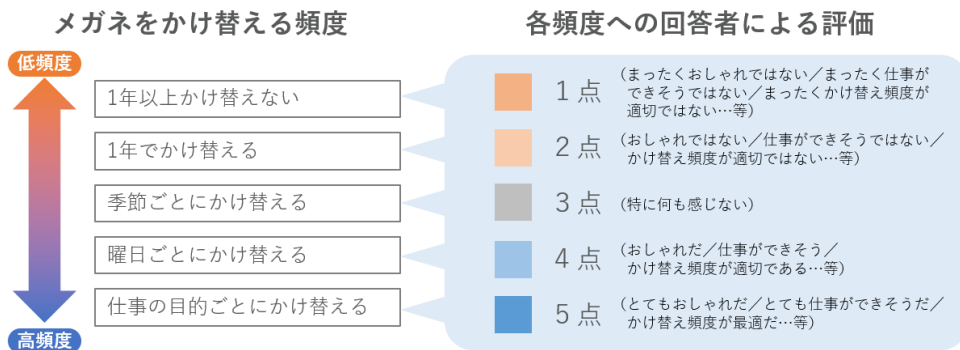 メガネをかけ替える頻度
各頻度への回答者による評価
低頻度
1年以上かけ替えない
1年でかけ替える
季節ごとにかけ替える
曜日ごとにかけ替える
仕事の目的ごとにかけ替える
高頻度
1点
(まったくおしゃれではない／まったく仕事が
できそうではない／まったくかけ替え頻度が
適切ではない…等)
2点
(おしゃれではない／仕事ができそうではない／
かけ替え頻度が適切ではない…等)
3点
(特に何も感じない)
4点
(おしゃれだ／仕事ができそう／
かけ替え頻度が適切である…等)
5点
(とてもおしゃれだ／とても仕事ができそうだ／
かけ替え頻度が最適だ…等)